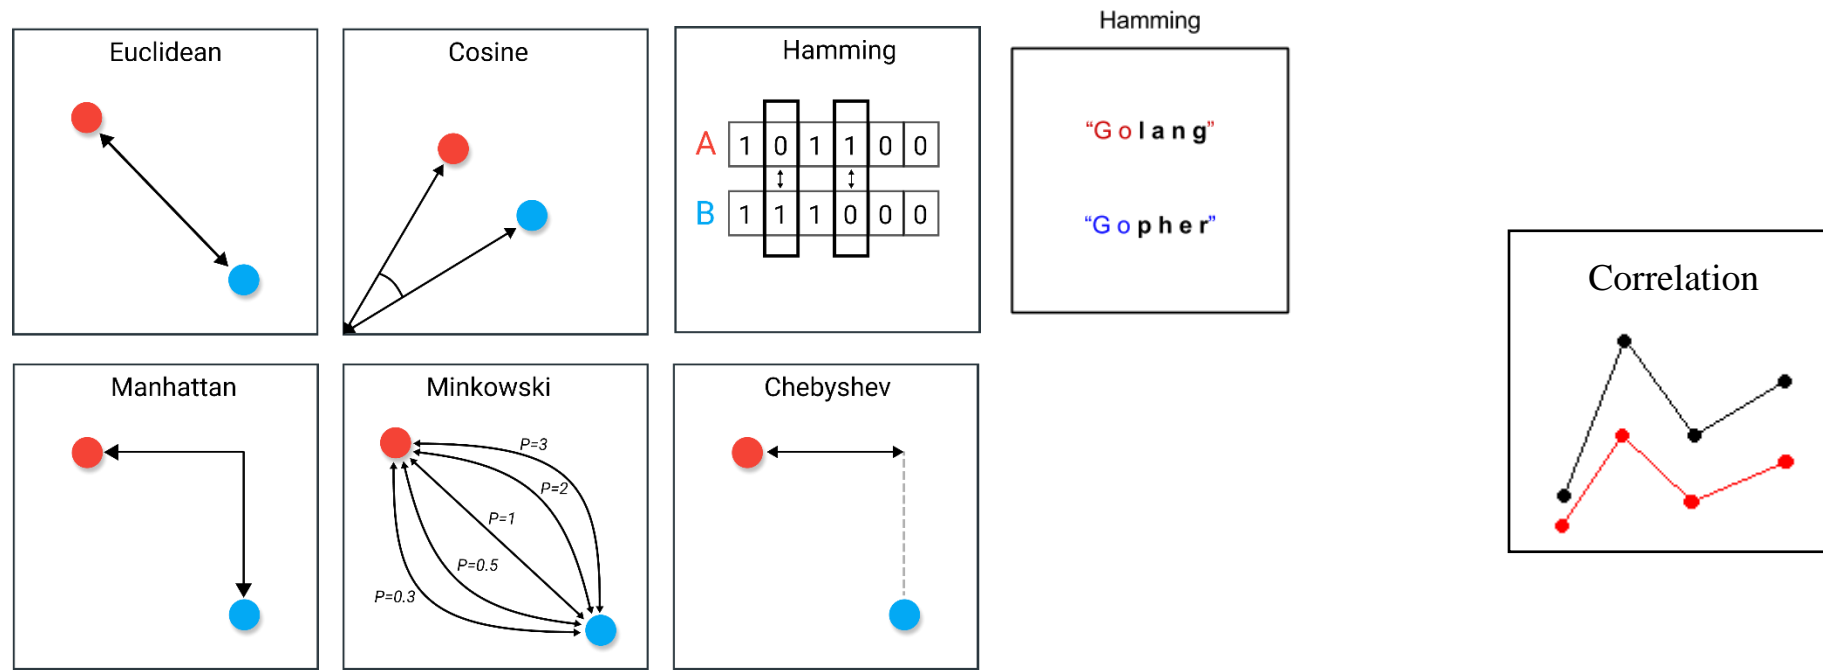 Euclidean
Cosine
Hamming
A 1 0 1 1 0 0
B 1 1 1 0 0 0
Hamming
“Golang”
“Gopher”
Correlation
Manhattan
Minkowski
P=3
P=2
P=1
P=0.5
P=0.3
Chebyshev